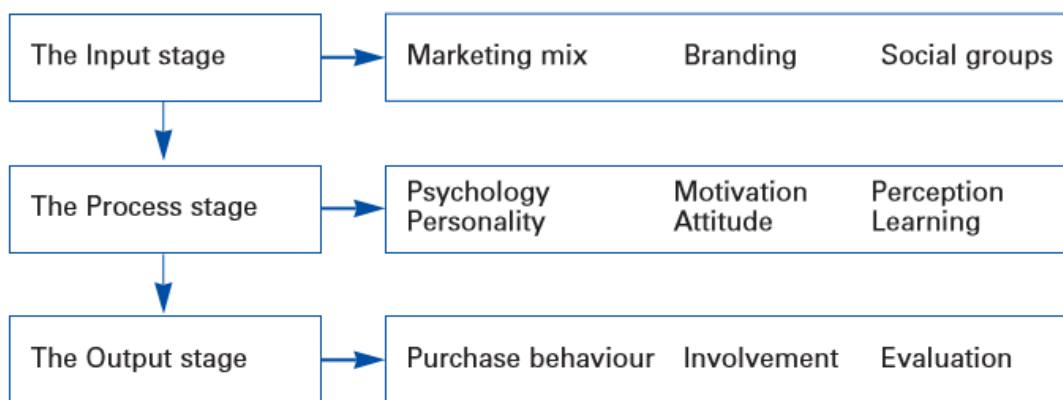 The Input stage
Marketing mix Branding Social groups
The Process stage
Psychology Motivation Perception
Personality Attitude Learning
The Output stage
Purchase behaviour Involvement Evaluation